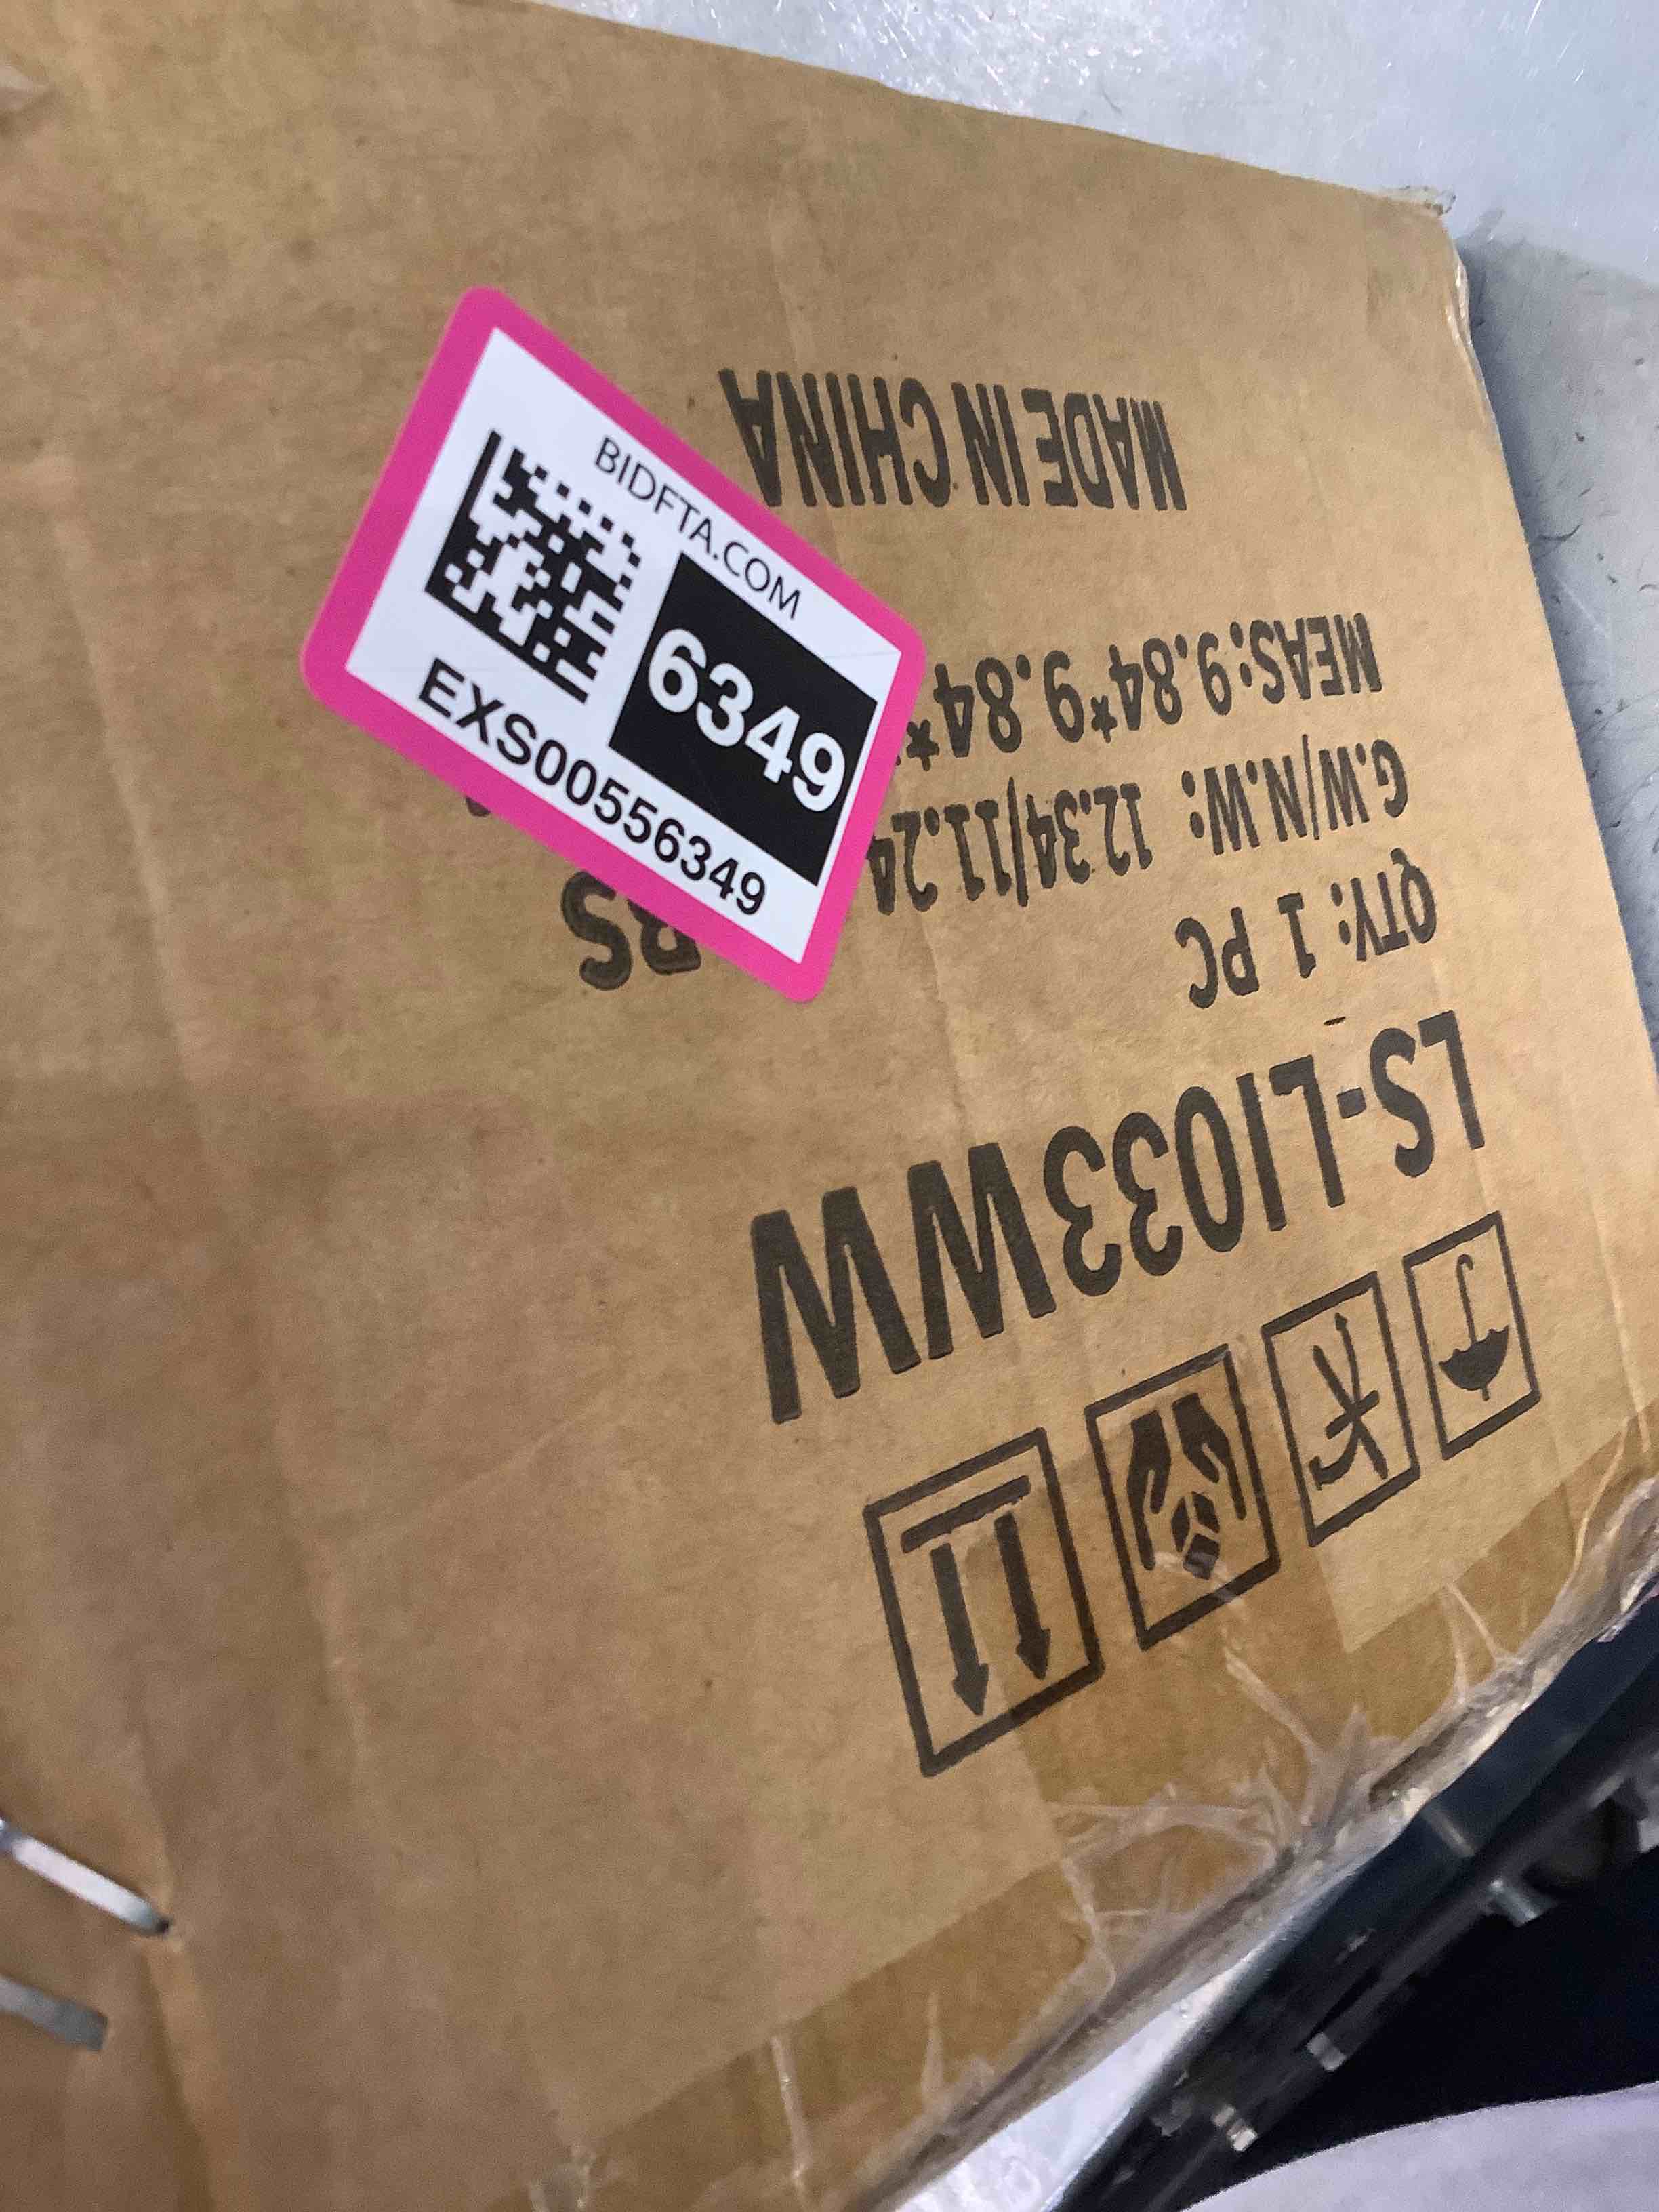 BIDFTA.COM
6349
EXS00556349
LS-LI033WW
QTY: 1 PC
G.W/N.W: 12.34/11.24
MEAS:9.84*9.84*
MADE IN CHINA